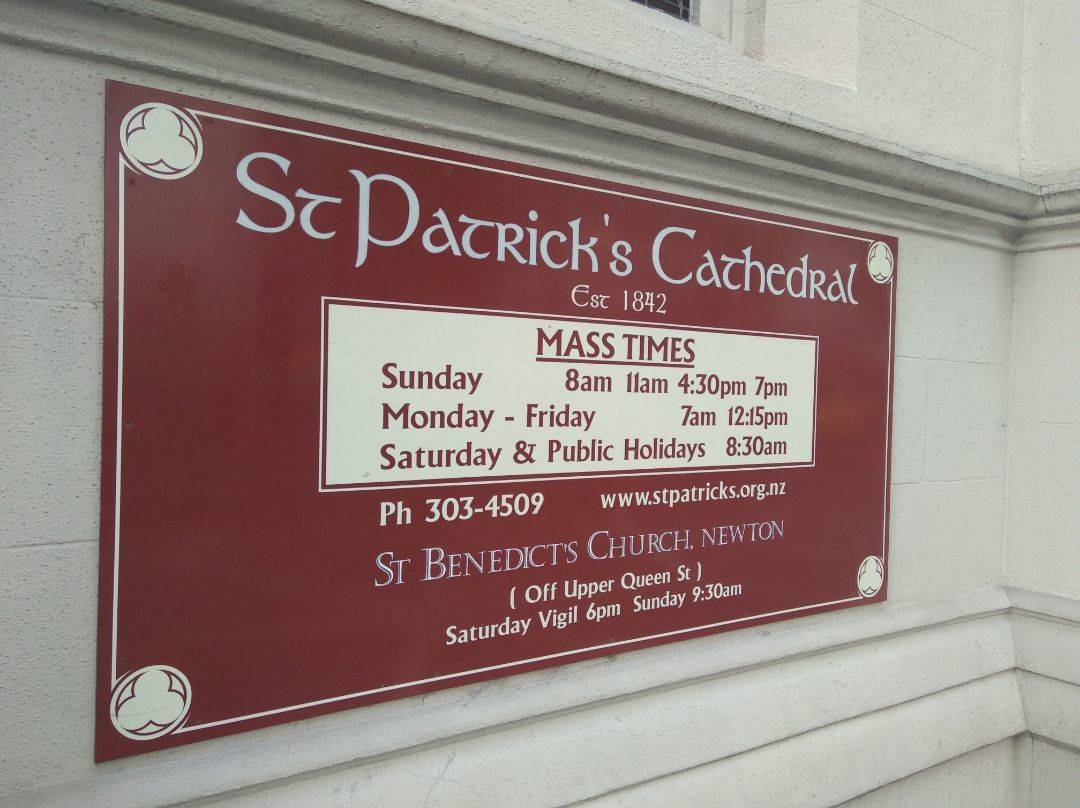 St Patrick's Cathedral
Est 1842
MASS TIMES
Sunday 8am 11am 4:30pm 7pm
Monday - Friday 7am 12:15pm
Saturday & Public Holidays 8:30am
Ph 303-4509 www.stpatricks.org.nz
St Benedict's Church, Newton
( Off Upper Queen St )
Saturday Vigil 6pm Sunday 9:30am